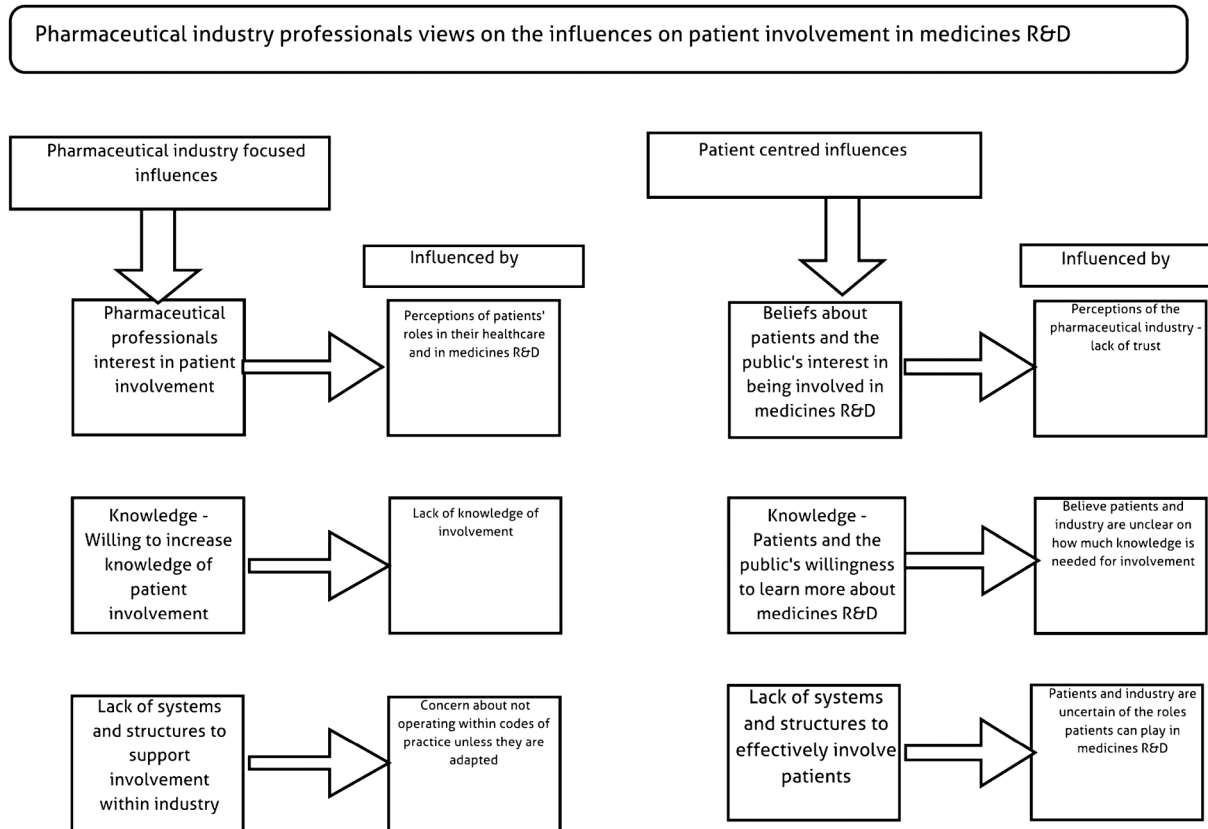 Pharmaceutical industry professionals views on the influences on patient involvement in medicines R&D
Pharmaceutical industry focused
influences
Influenced by
Pharmaceutical
professionals
interest in patient
involvement
Perceptions of patients'
roles in their healthcare
and in medicines R&D
Knowledge -
Willing to increase
knowledge of
patient
involvement
Lack of knowledge of
involvement
Lack of systems
and structures to
support
involvement
within industry
Concern about not
operating within codes of
practice unless they are
adapted
Patient centred influences
Influenced by
Beliefs about
patients and the
public's interest in
being involved in
medicines R&D
Perceptions of the
pharmaceutical industry -
lack of trust
Knowledge -
Patients and the
public's willingness
to learn more about
medicines R&D
Believe patients and
industry are unclear on
how much knowledge is
needed for involvement
Lack of systems
and structures to
effectively involve
patients
Patients and industry are
uncertain of the roles
patients can play in
medicines R&D